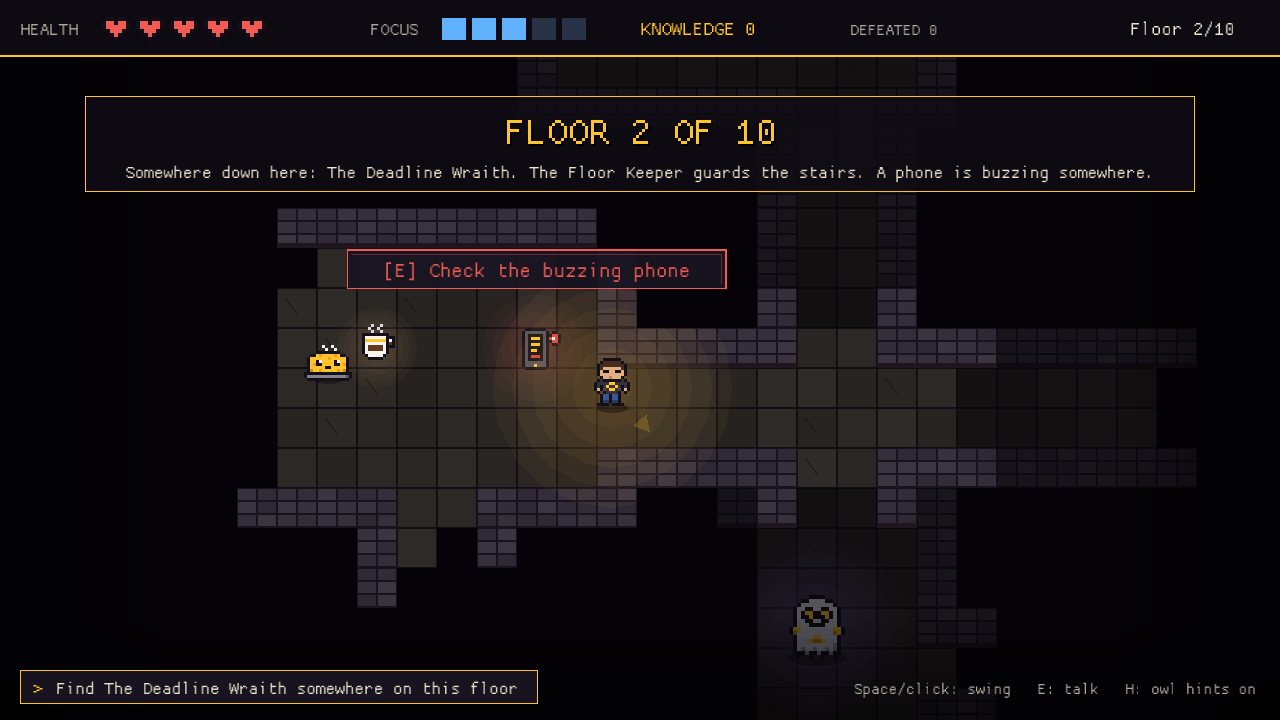 HEALTH FOCUS KNOWLEDGE 0 DEFEATED 0 Floor 2/10
FLOOR 2 OF 10
Somewhere down here: The Deadline Wraith. The Floor Keeper guards the stairs. A phone is buzzing somewhere.
[E] Check the buzzing phone
> Find The Deadline Wraith somewhere on this floor
Space/click: swing E: talk H: owl hints on